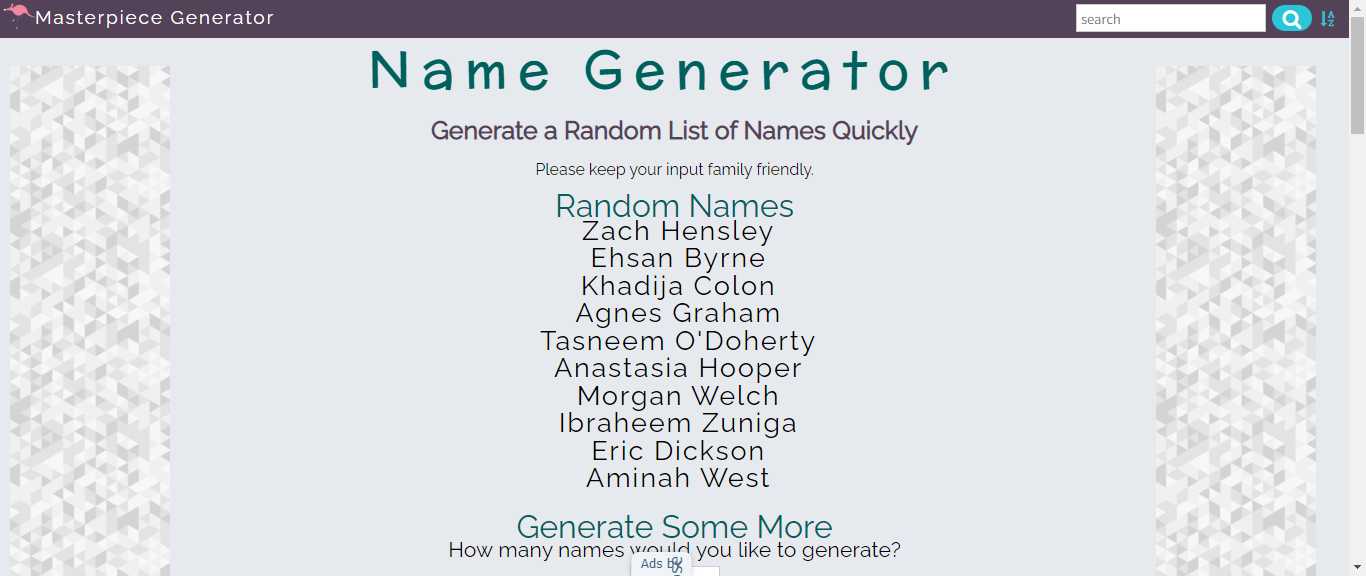 Masterpiece Generator
search
Name Generator
Generate a Random List of Names Quickly
Please keep your input family friendly.
Random Names
Zach Hensley
Ehsan Byrne
Khadija Colon
Agnes Graham
Tasneem O'Doherty
Anastasia Hooper
Morgan Welch
Ibraheem Zuniga
Eric Dickson
Aminah West
Generate Some More
How many names would you like to generate?
Ads by